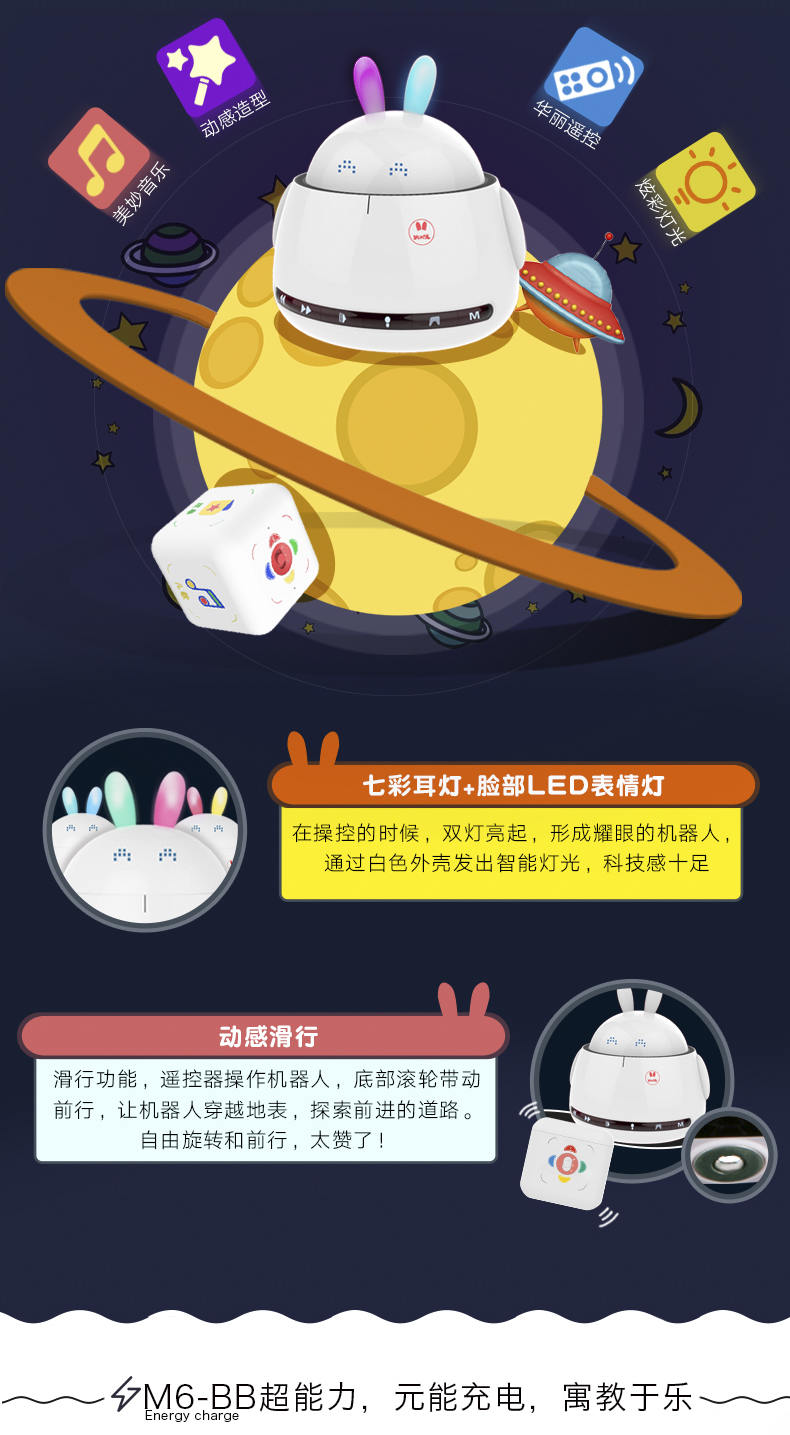 动感造型
华丽遥控
美妙音乐
炫彩灯光
M
七彩耳灯+脸部LED表情灯
在操控的时候，双灯亮起，形成耀眼的机器人，
通过白色外壳发出智能灯光，科技感十足
动感滑行
滑行功能，遥控器操作机器人，底部滚轮带动
前行，让机器人穿越地表，探索前进的道路。
自由旋转和前行，太赞了！
M
M6-BB超能力，元能充电，寓教于乐
Energy charge